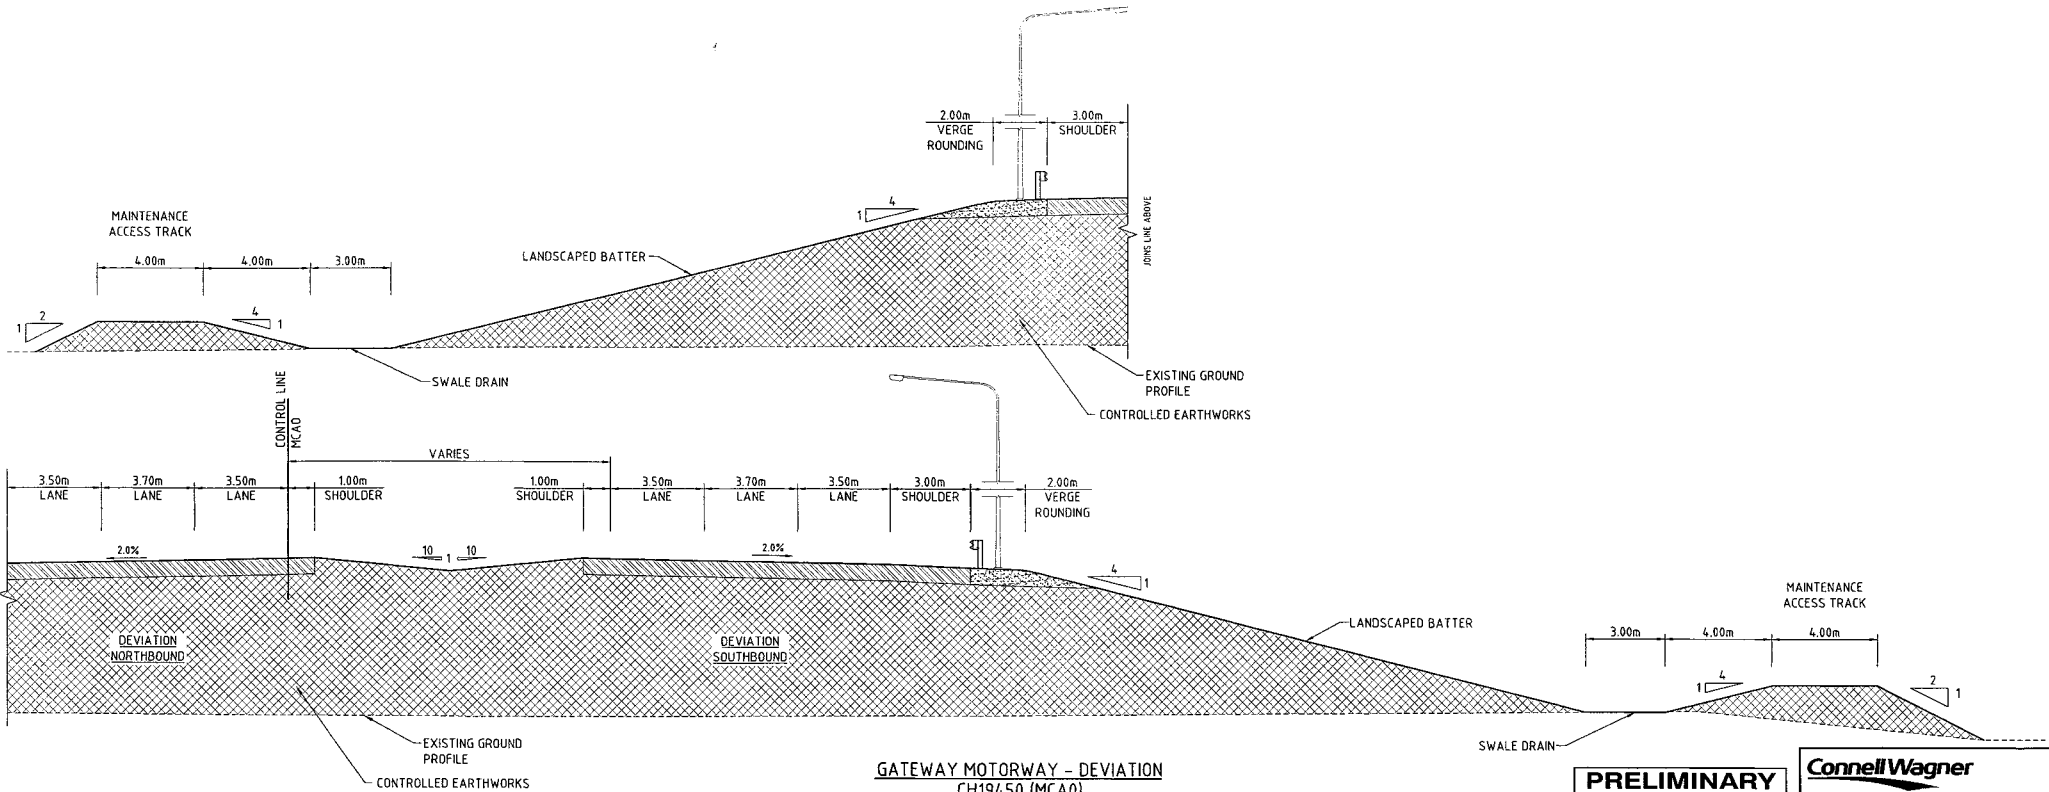 2.00m
VERGE
ROUNDING
3.00m
SHOULDER
4
1
JOINS LINE ABOVE
MAINTENANCE
ACCESS TRACK
4.00m
4.00m
3.00m
LANDSCAPED BATTER
1
2
4
1
SWALE DRAIN
EXISTING GROUND
PROFILE
CONTROLLED EARTHWORKS
CONTROL LINE
MCA0
VARIES
3.50m
LANE
3.70m
LANE
3.50m
LANE
1.00m
SHOULDER
1.00m
SHOULDER
3.50m
LANE
3.70m
LANE
3.50m
LANE
3.00m
SHOULDER
2.00m
VERGE
ROUNDING
2.0%
10
1
10
2.0%
4
1
DEVIATION
NORTHBOUND
DEVIATION
SOUTHBOUND
LANDSCAPED BATTER
MAINTENANCE
ACCESS TRACK
3.00m
4.00m
4.00m
1
4
2
1
SWALE DRAIN
EXISTING GROUND
PROFILE
CONTROLLED EARTHWORKS
GATEWAY MOTORWAY - DEVIATION
CH19450 (MCA0)
PRELIMINARY
Connell Wagner